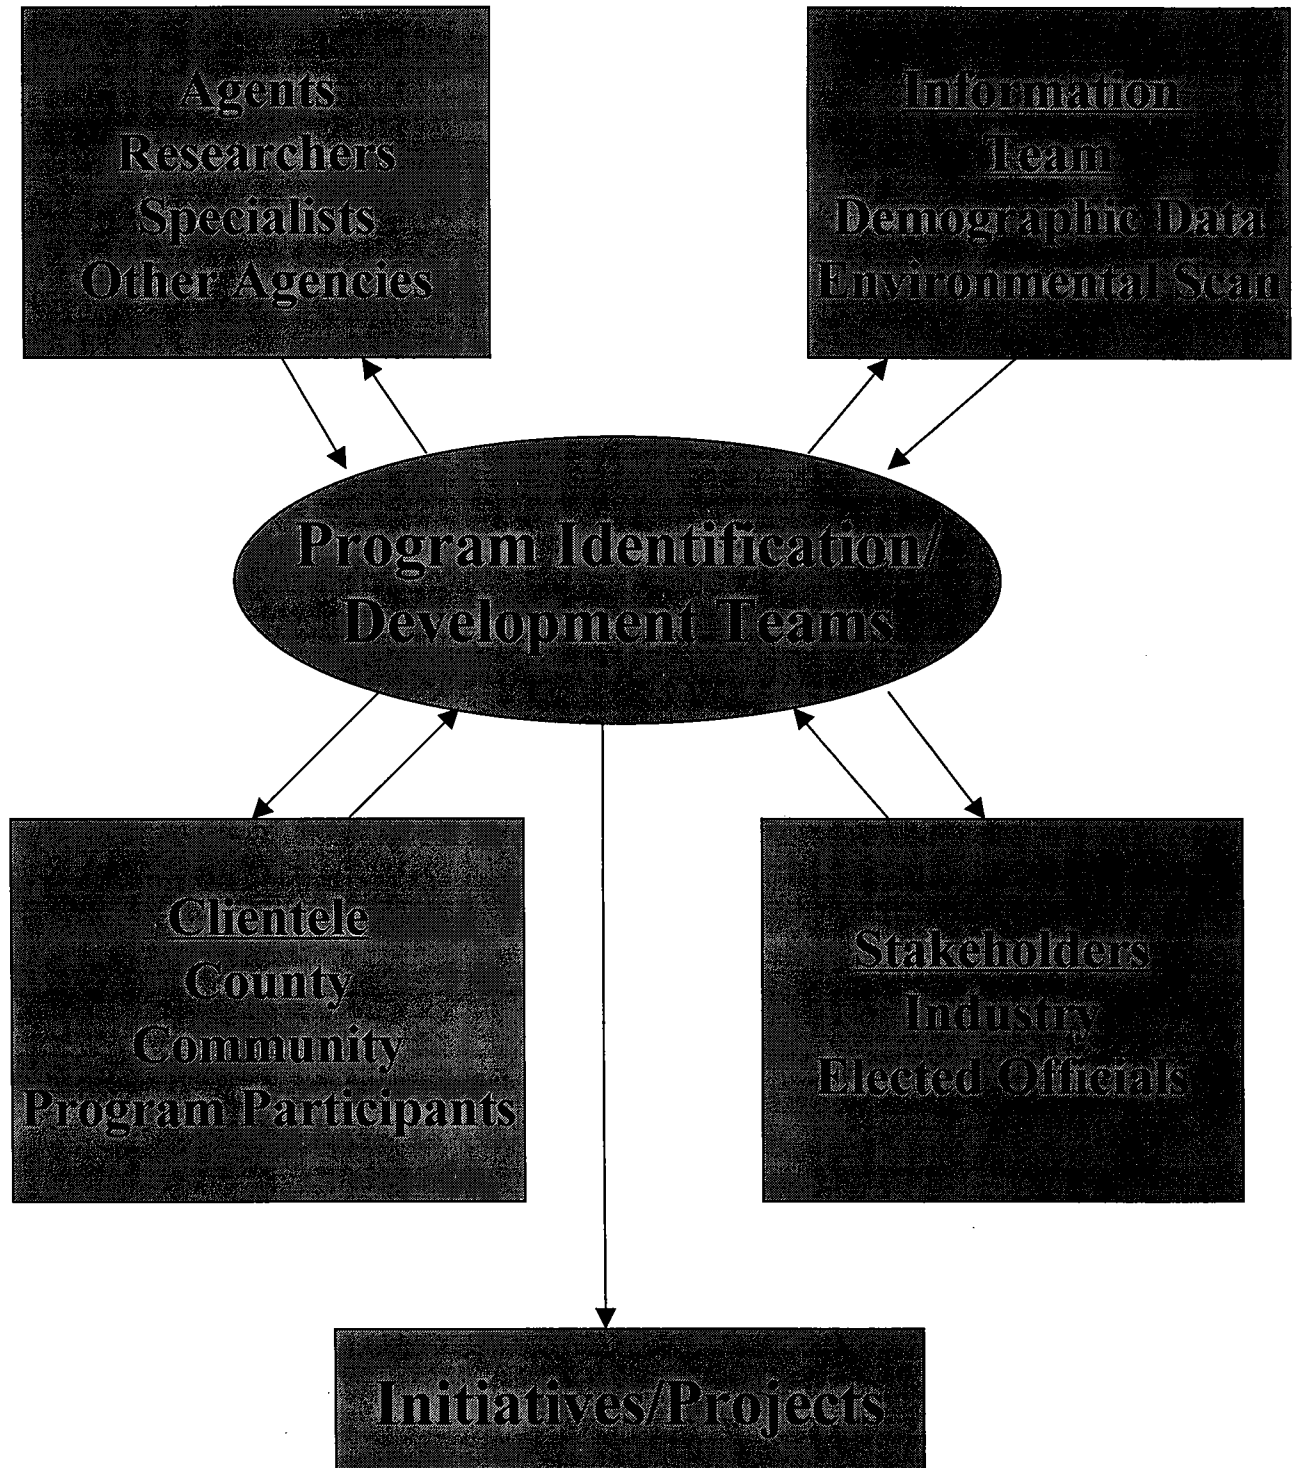 Agents
Researchers
Specialists
Other Agencies
Information
Team
Demographic Data
Environmental Scan
Program Identification/
Development Teams
Clientele
County
Community
Program Participants
Stakeholders
Industry
Elected Officials
Initiatives/Projects